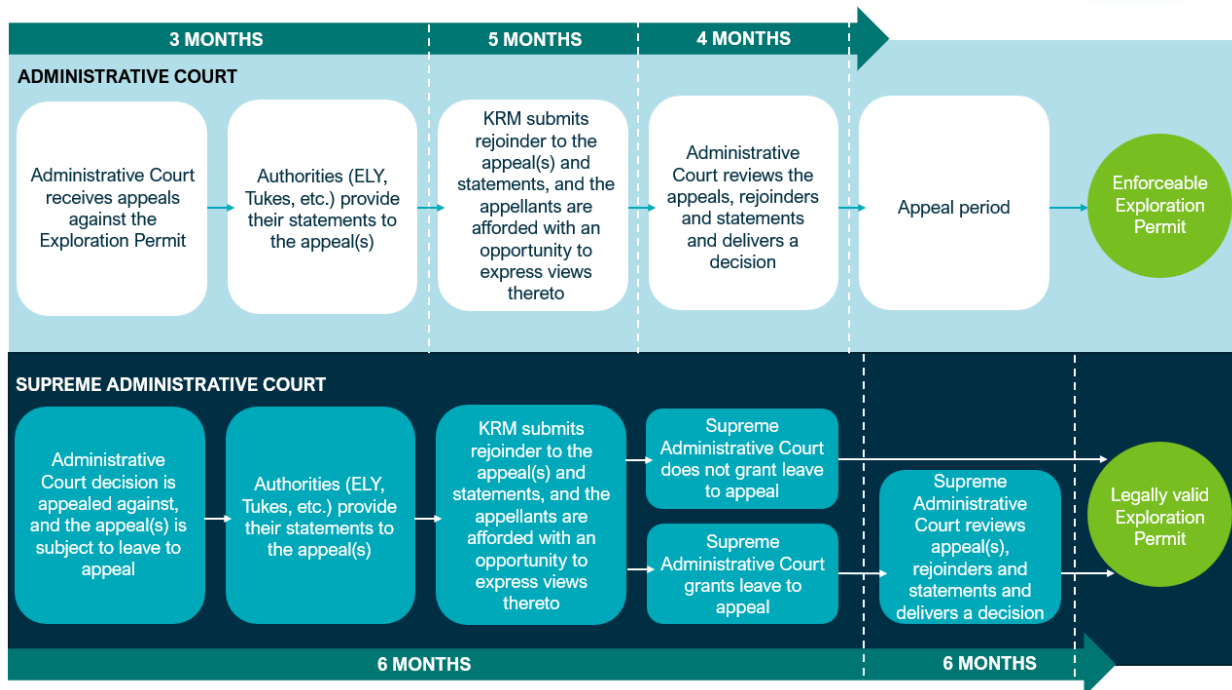 3 MONTHS
5 MONTHS
4 MONTHS
ADMINISTRATIVE COURT
Administrative Court
receives appeals
against the
Exploration Permit
Authorities (ELY,
Tukes, etc.) provide
their statements to
the appeal(s)
KRM submits
rejoinder to the
appeal(s) and
statements, and the
appellants are
afforded with an
opportunity to
express views
thereto
Administrative
Court reviews the
appeals, rejoinders
and statements
and delivers a
decision
Appeal period
Enforceable
Exploration
Permit
SUPREME ADMINISTRATIVE COURT
Administrative
Court decision is
appealed against,
and the appeal(s) is
subject to leave to
appeal
Authorities (ELY,
Tukes, etc.) provide
their statements to
the appeal(s)
KRM submits
rejoinder to the
appeal(s) and
statements, and the
appellants are
afforded with an
opportunity to
express views
thereto
Supreme
Administrative Court
does not grant leave
to appeal
Supreme
Administrative Court
grants leave to
appeal
Supreme
Administrative
Court reviews
appeal(s),
rejoinders and
statements and
delivers a decision
Legally valid
Exploration
Permit
6 MONTHS
6 MONTHS